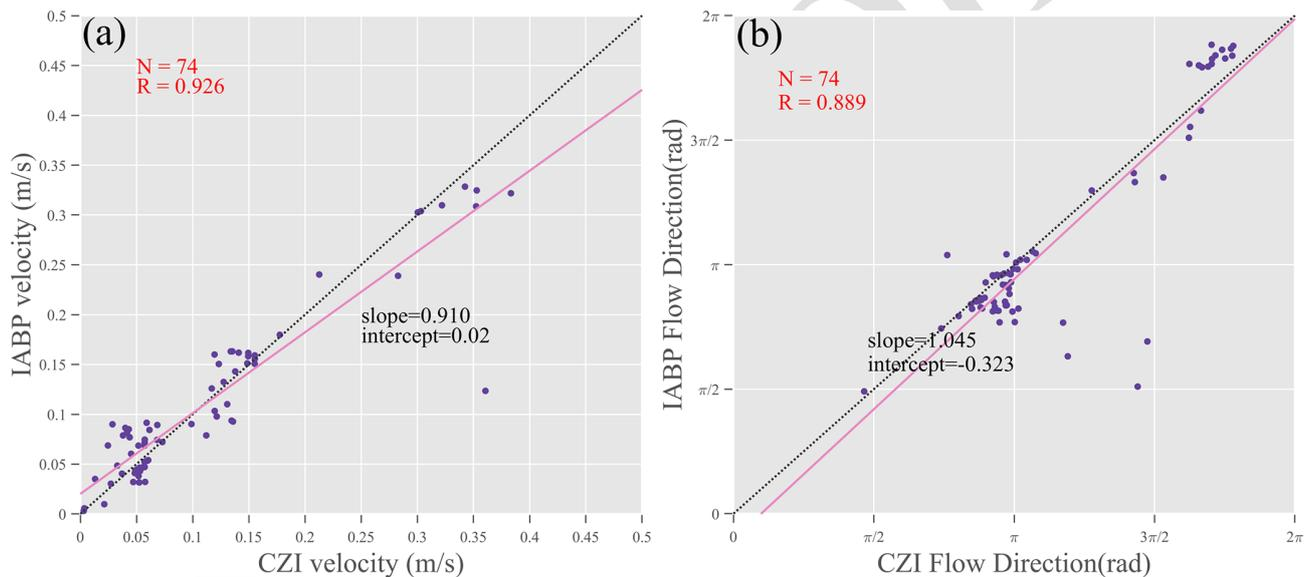 (a)
N = 74
R = 0.926
slope=0.910
intercept=0.02
IABP velocity (m/s)
0.5
0.45
0.4
0.35
0.3
0.25
0.2
0.15
0.1
0.05
0
0
0.05
0.1
0.15
0.2
0.25
0.3
0.35
0.4
0.45
0.5
CZI velocity (m/s)
(b)
N = 74
R = 0.889
slope=1.045
intercept=-0.323
IABP Flow Direction(rad)
2π
3π/2
π
π/2
0
0
π/2
π
3π/2
2π
CZI Flow Direction(rad)